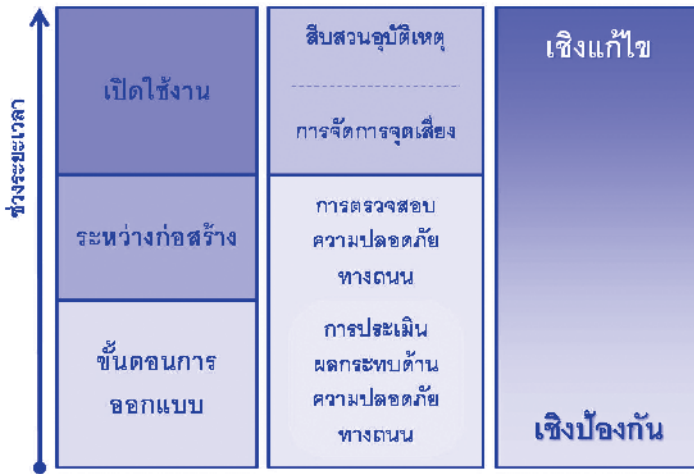 ช่วงระยะเวลา
เปิดใช้งาน
ระหว่างก่อสร้าง
ขั้นตอนการ
ออกแบบ
สืบสวนอุบัติเหตุ
การจัดการจุดเสี่ยง
การตรวจสอบ
ความปลอดภัย
ทางถนน
การประเมิน
ผลกระทบด้าน
ความปลอดภัย
ทางถนน
เชิงแก้ไข
เชิงป้องกัน